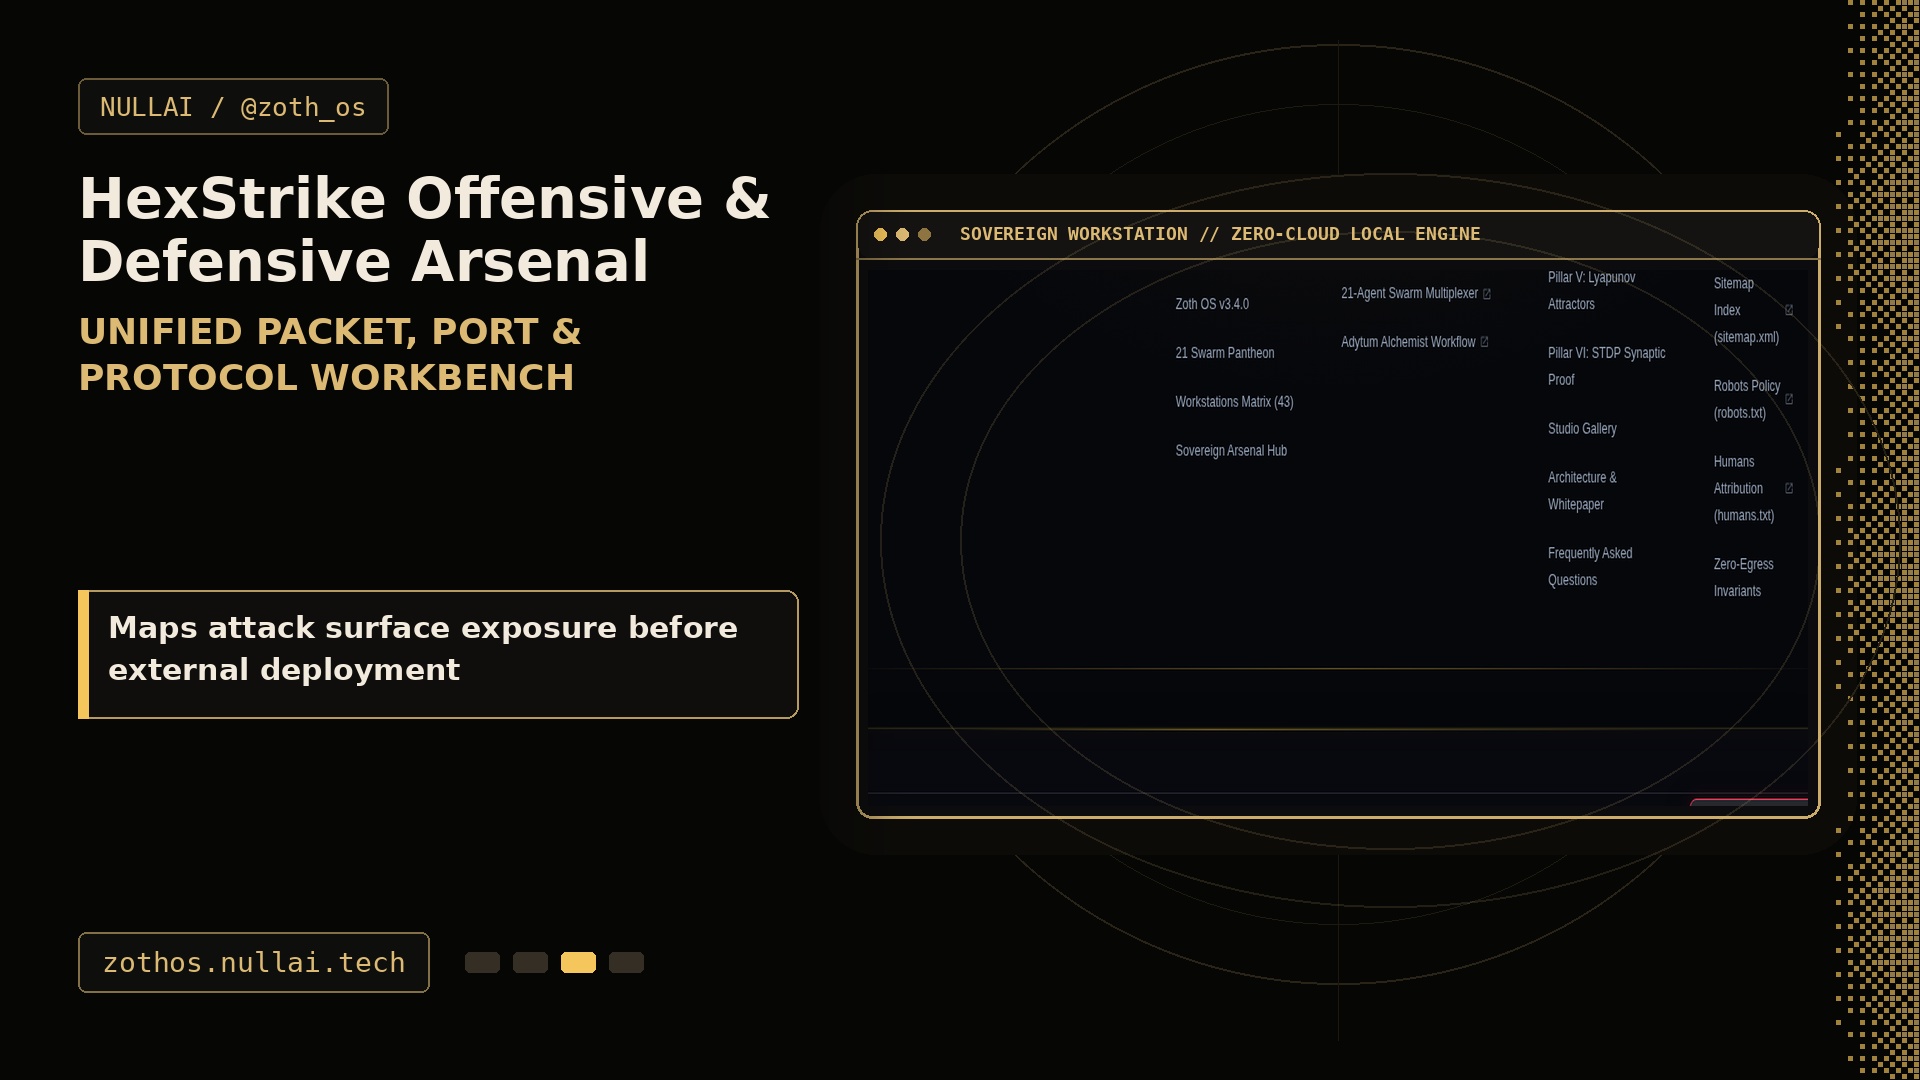 NULLAI / @zoth_os
HexStrike Offensive &
Defensive Arsenal
UNIFIED PACKET, PORT &
PROTOCOL WORKBENCH
Maps attack surface exposure before
external deployment
zothos.nullai.tech
SOVEREIGN WORKSTATION // ZERO-CLOUD LOCAL ENGINE
Zoth OS v3.4.0
21 Swarm Pantheon
Workstations Matrix (43)
Sovereign Arsenal Hub
21-Agent Swarm Multiplexer
Adytum Alchemist Workflow
Pillar V: Lyapunov
Attractors
Pillar VI: STDP Synaptic
Proof
Studio Gallery
Architecture &
Whitepaper
Frequently Asked
Questions
Sitemap
Index
(sitemap.xml)
Robots Policy
(robots.txt)
Humans
Attribution
(humans.txt)
Zero-Egress
Invariants